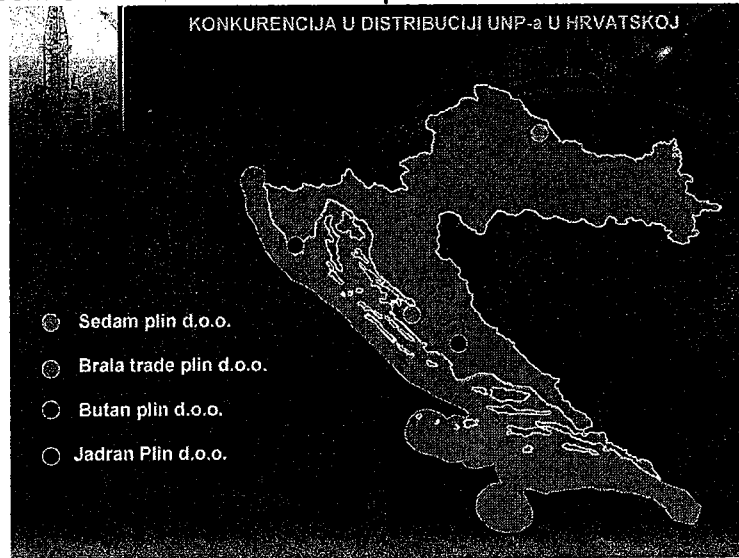 KONKURENCIJA U DISTRIBUCIJI UNP-a U HRVATSKOJ
Sedam plin d.o.o.
Brala trade plin d.o.o.
Butan plin d.o.o.
Jadran Plin d.o.o.